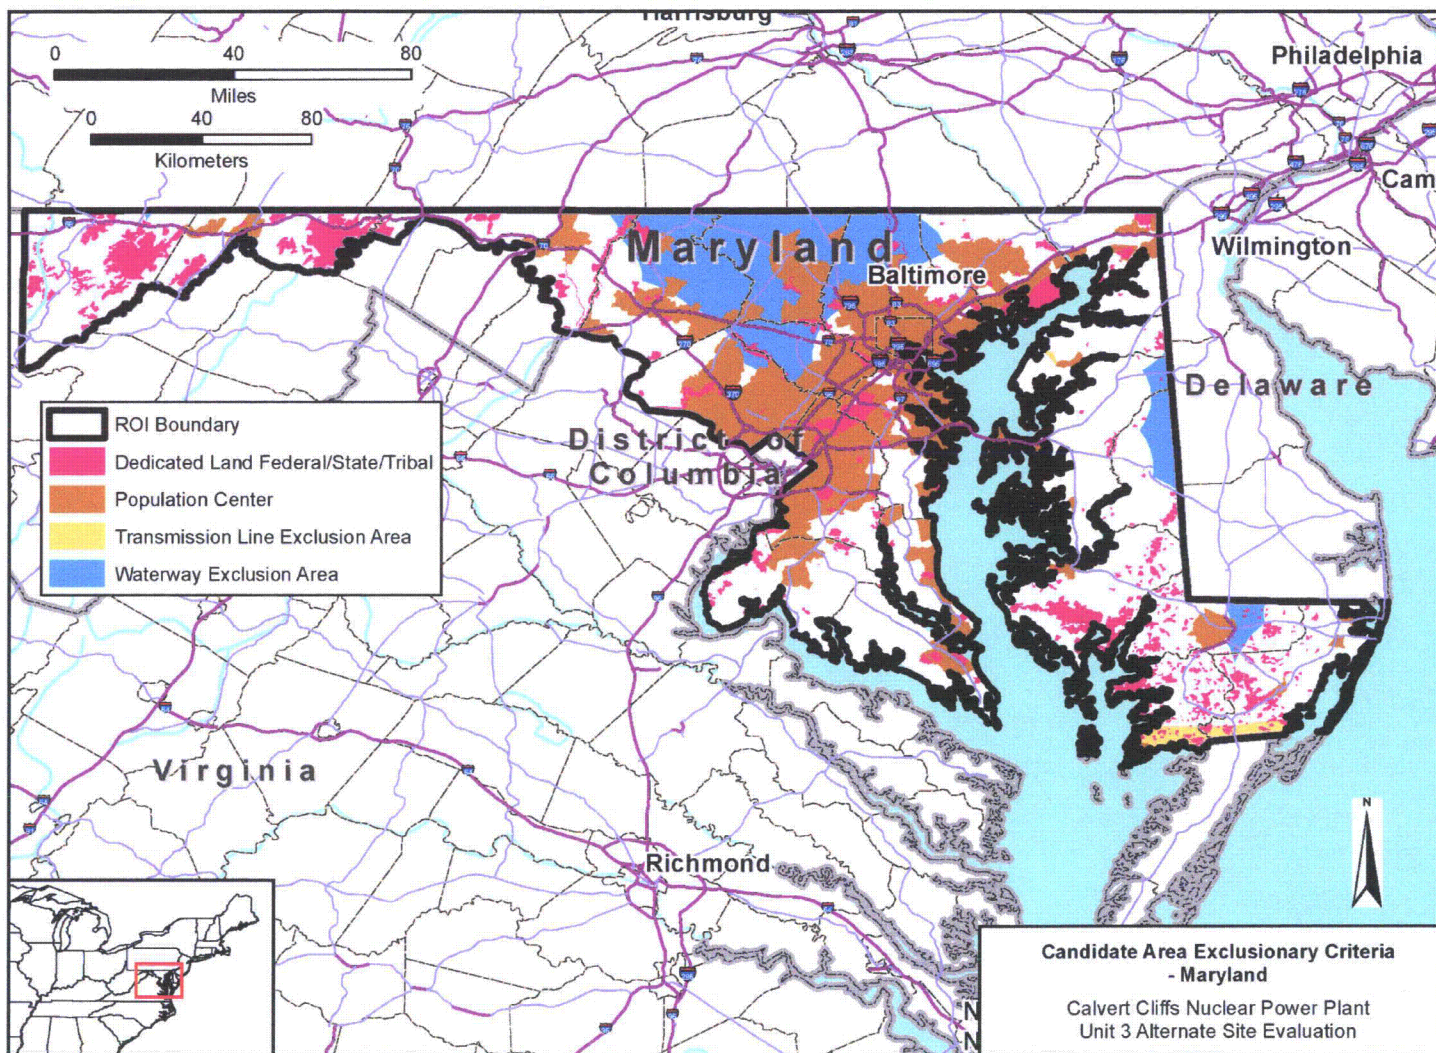 Harrisburg
0 40 80
Miles
0 40 80
Kilometers
Philadelphia
Cam
Wilmington
Maryland
Baltimore
Delaware
ROI Boundary
Dedicated Land Federal/State/Tribal
Population Center
Transmission Line Exclusion Area
Waterway Exclusion Area
District of
Columbia
Virginia
Richmond
N
N
N
Candidate Area Exclusionary Criteria
- Maryland
Calvert Cliffs Nuclear Power Plant
Unit 3 Alternate Site Evaluation